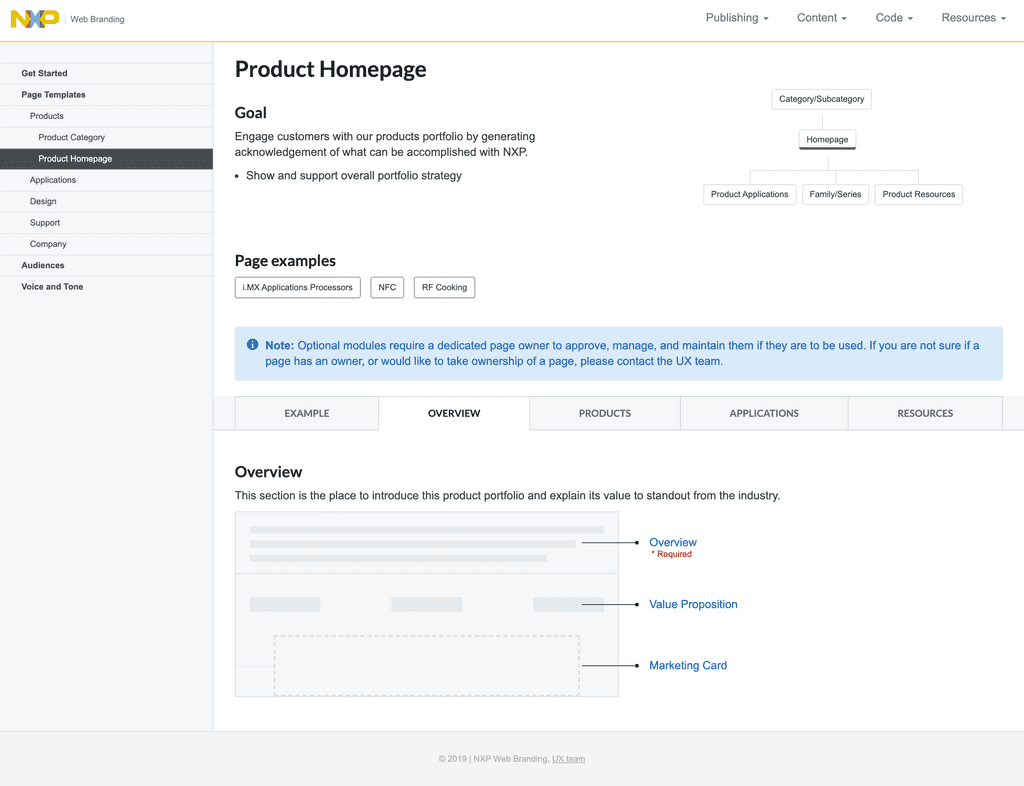 NXP Web Branding
Publishing
Content
Code
Resources
Get Started
Page Templates
Products
Product Category
Product Homepage
Applications
Design
Support
Company
Audiences
Voice and Tone
Product Homepage
Goal
Engage customers with our products portfolio by generating
acknowledgement of what can be accomplished with NXP.
• Show and support overall portfolio strategy
Category/Subcategory
Homepage
Product Applications
Family/Series
Product Resources
Page examples
i.MX Applications Processors
NFC
RF Cooking
Note: Optional modules require a dedicated page owner to approve, manage, and maintain them if they are to be used. If you are not sure if a
page has an owner, or would like to take ownership of a page, please contact the UX team.
EXAMPLE
OVERVIEW
PRODUCTS
APPLICATIONS
RESOURCES
Overview
This section is the place to introduce this product portfolio and explain its value to standout from the industry.
Overview
* Required
Value Proposition
Marketing Card
© 2019 | NXP Web Branding, UX team